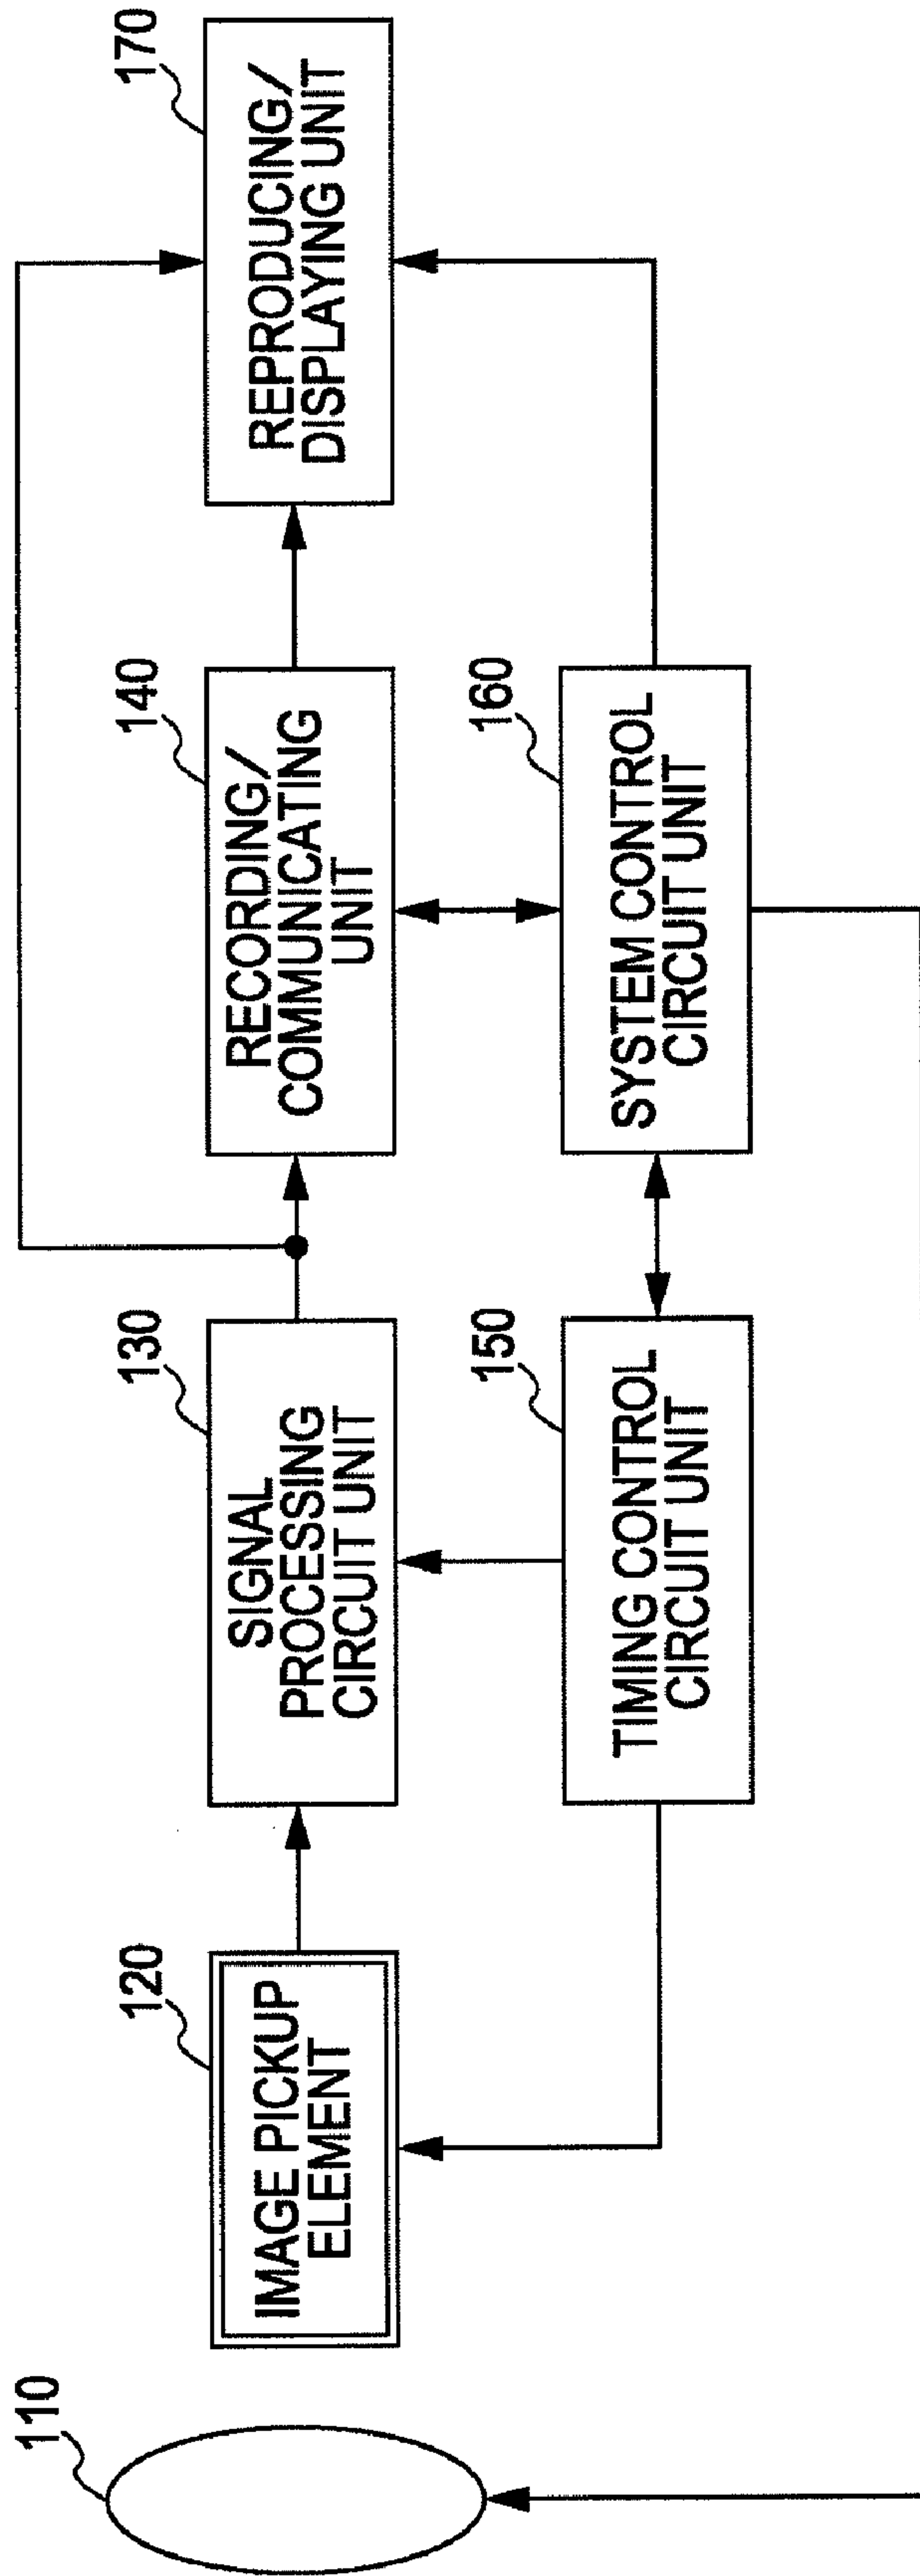 110
120
IMAGE PICKUP
ELEMENT
130
SIGNAL
PROCESSING
CIRCUIT UNIT
140
RECORDING/
COMMUNICATING
UNIT
170
REPRODUCING/
DISPLAYING UNIT
150
TIMING CONTROL
CIRCUIT UNIT
160
SYSTEM CONTROL
CIRCUIT UNIT